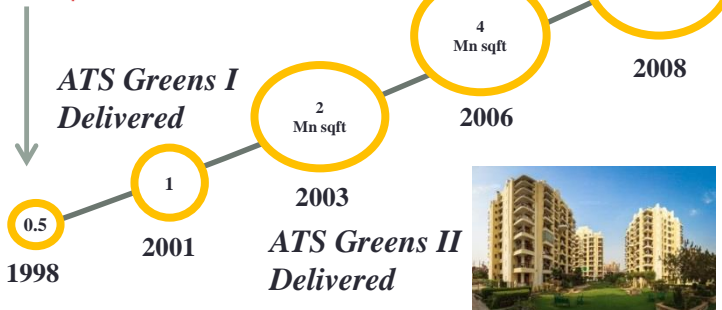 4
Mn sqft
2008
ATS Greens I
Delivered
2006
2
Mn sqft
1
2003
0.5
2001
ATS Greens II
Delivered
1998